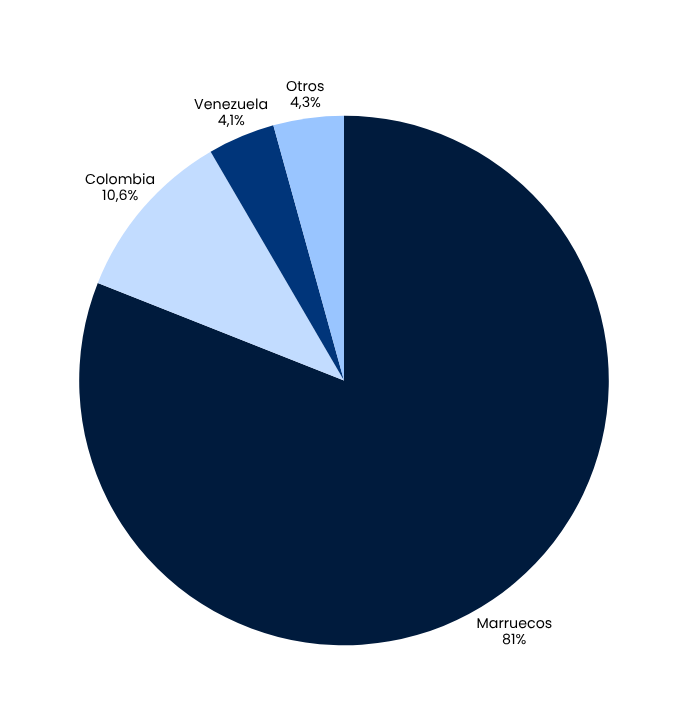 Otros
4,3%
Venezuela
4,1%
Colombia
10,6%
Marruecos
81%